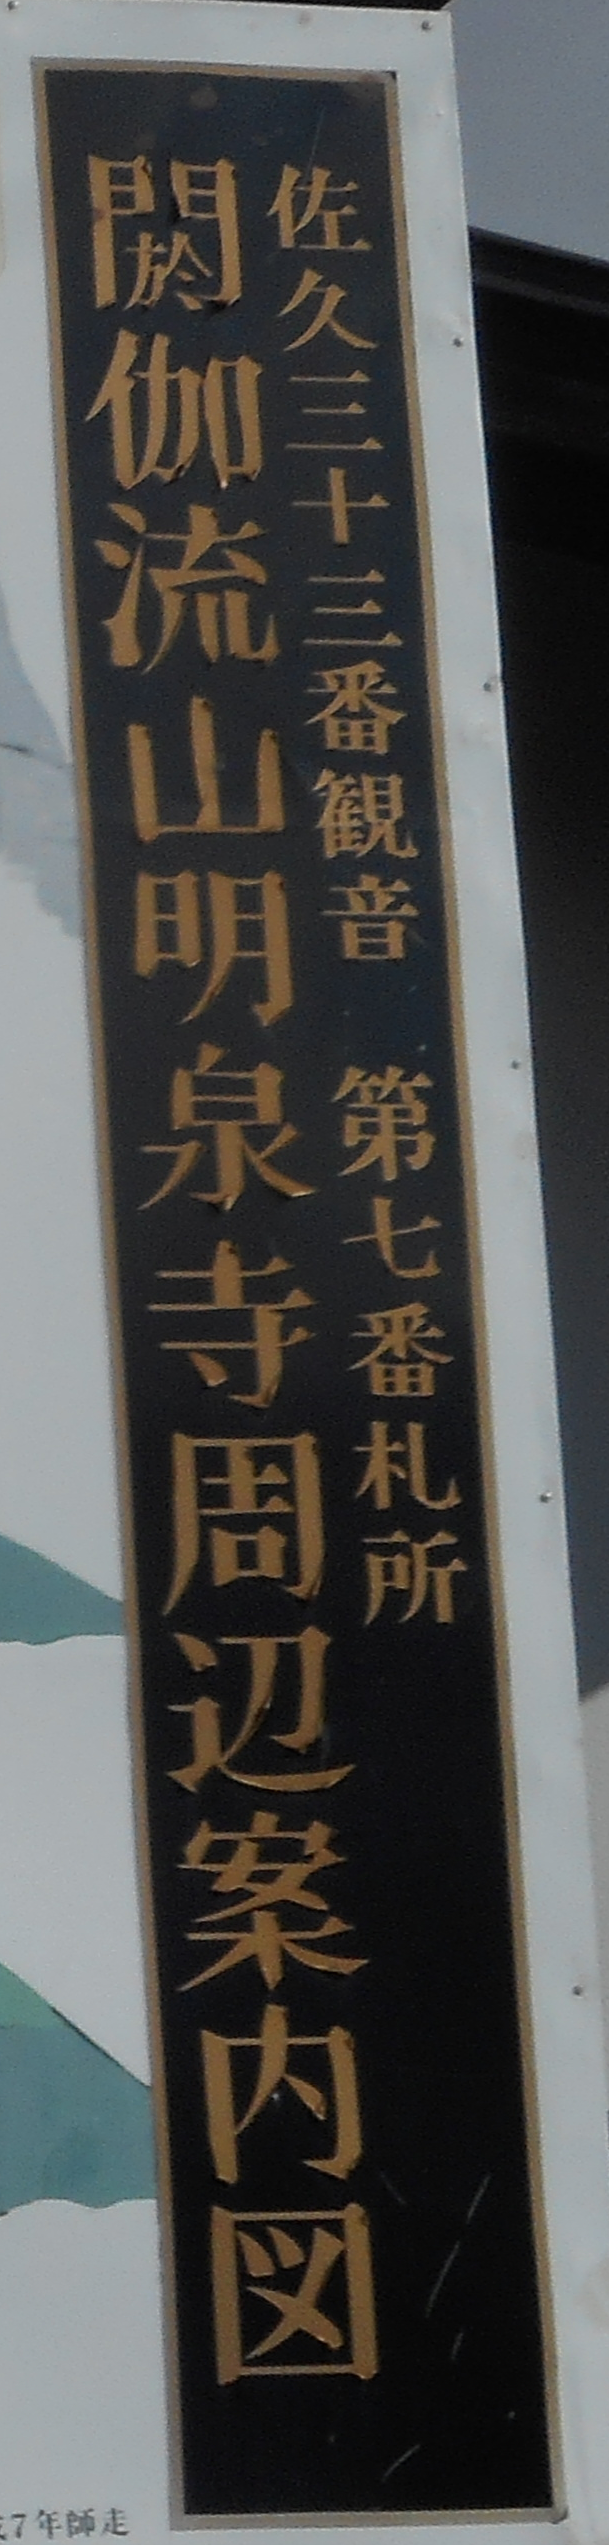 佐久三十三番観音 第七番札所
閼伽流山明泉寺周辺案内図
7年師走